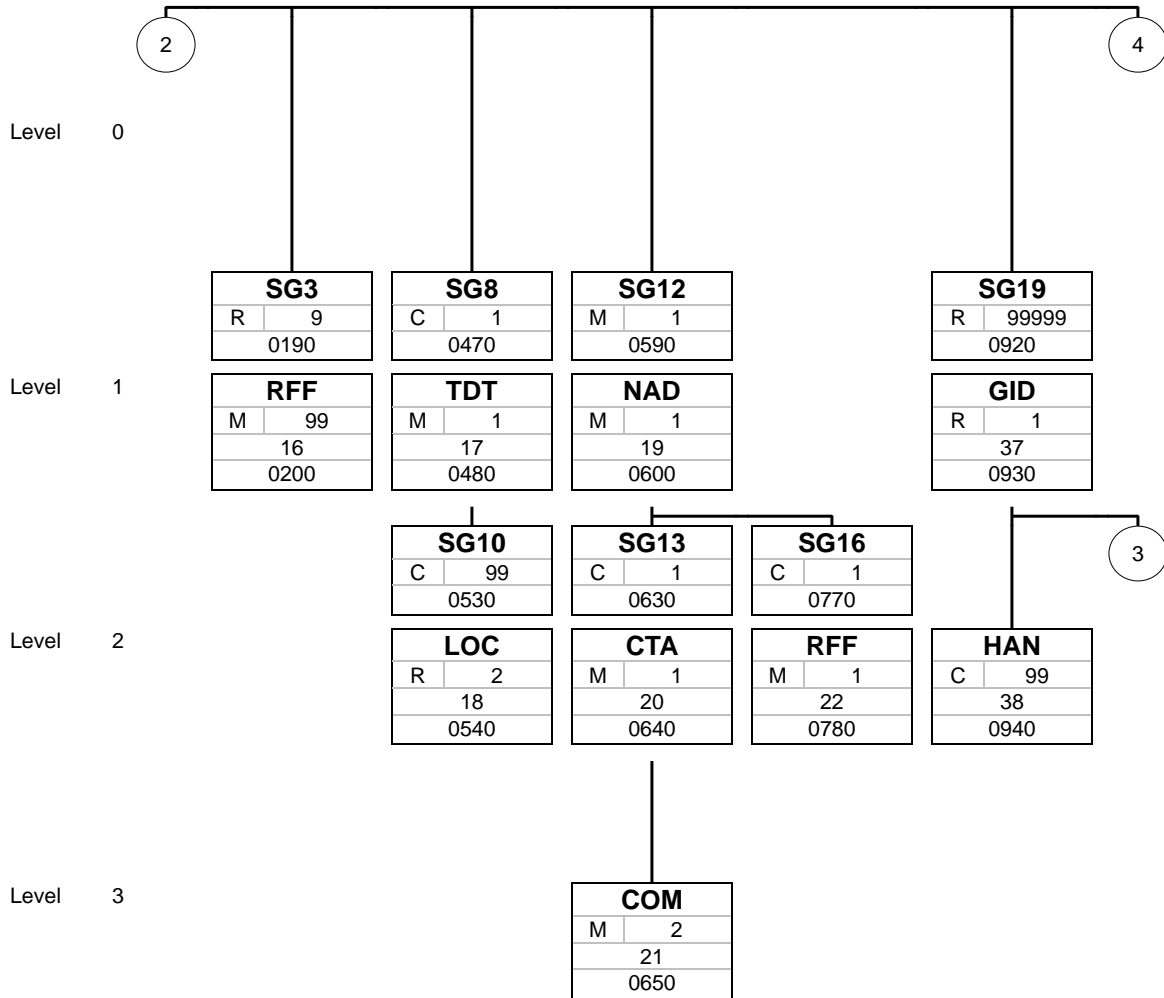 2 4
Level 0
SG3 SG8 SG12 SG19
R 9 C 1 M 1 R 99999
0190 0470 0590 0920
Level 1 RFF TDT NAD GID
M 99 M 1 M 1 R 1
16 17 19 37
0200 0480 0600 0930
SG10 SG13 SG16 3
C 99 C 1 C 1
0530 0630 0770
Level 2 LOC CTA RFF HAN
R 2 M 1 M 1 C 99
18 20 22 38
0540 0640 0780 0940
Level 3 COM
M 2
21
0650